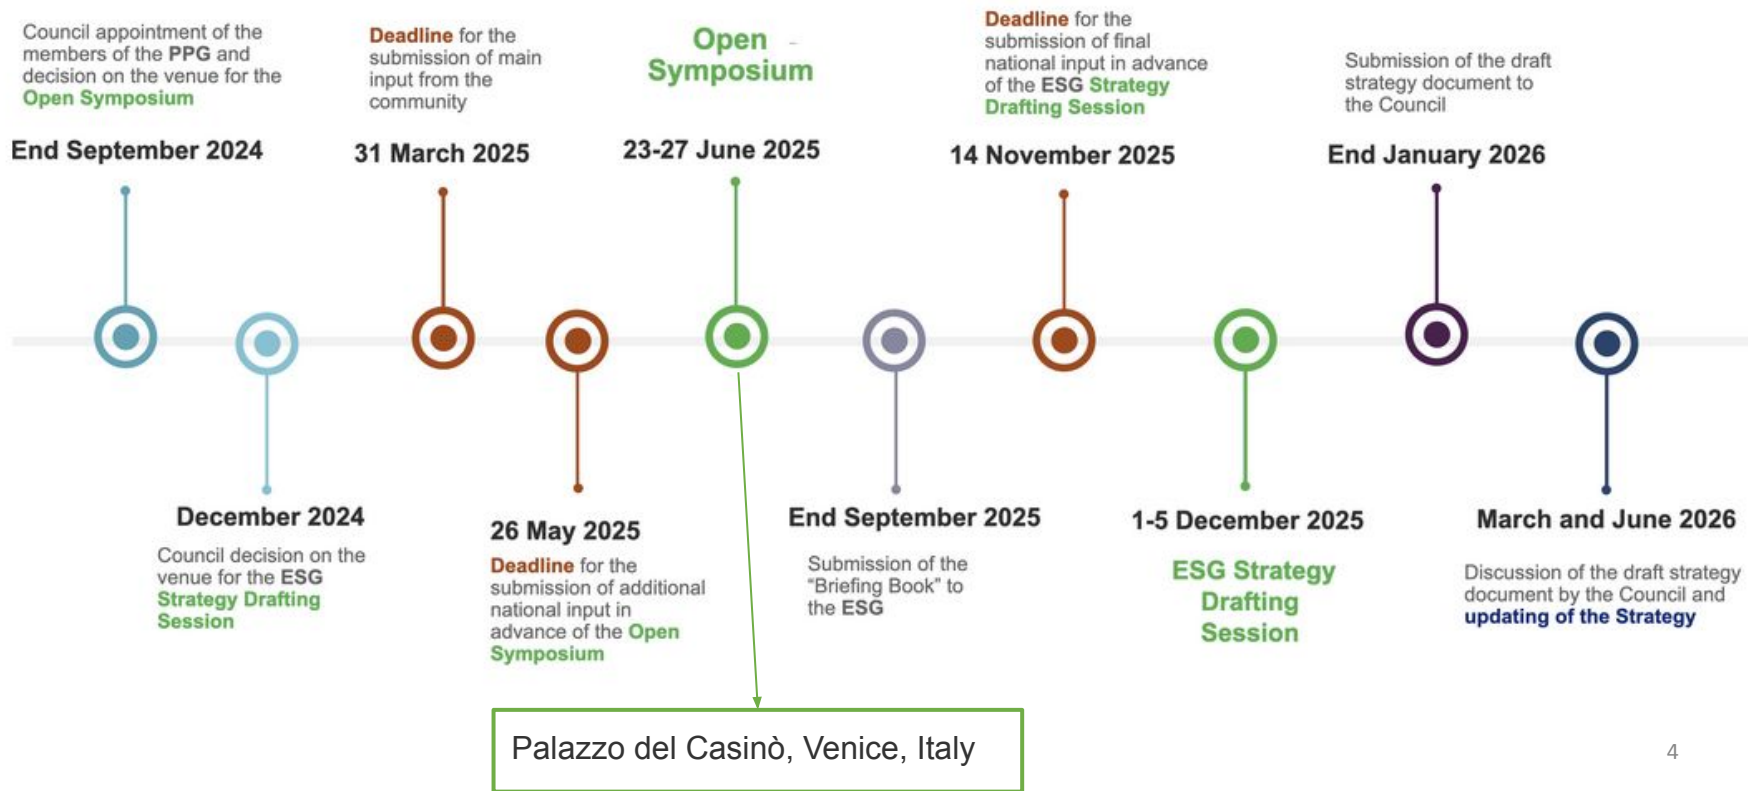 Council appointment of the
members of the PPG and
decision on the venue for the
Open Symposium
End September 2024
Deadline for the
submission of main
input from the
community
31 March 2025
Open
Symposium
23-27 June 2025
Deadline for the
submission of final
national input in advance
of the ESG Strategy
Drafting Session
14 November 2025
Submission of the draft
strategy document to
the Council
End January 2026
December 2024
Council decision on the
venue for the ESG
Strategy Drafting
Session
26 May 2025
Deadline for the
submission of additional
national input in
advance of the Open
Symposium
End September 2025
Submission of the
“Briefing Book” to
the ESG
1-5 December 2025
ESG Strategy
Drafting
Session
March and June 2026
Discussion of the draft strategy
document by the Council and
updating of the Strategy
Palazzo del Casinò, Venice, Italy
4